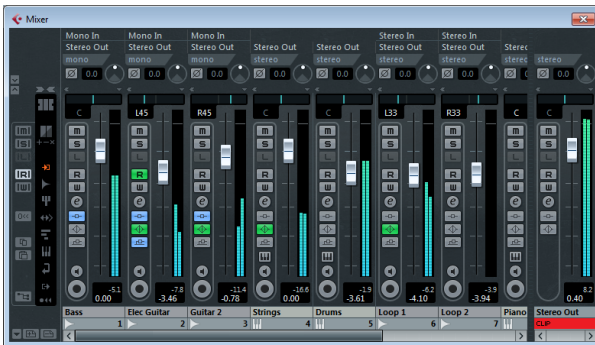 Mixer
Mono In Mono In Mono In Stereo In Stereo In
Stereo Out Stereo Out Stereo Out Stereo Out Stereo Out Stereo Out Stereo Out Stereo
mono mono mono stereo stereo stereo stereo stereo stereo
0.0 0.0 0.0 0.0 0.0 0.0 0.0 0.0
C L45 R45 C C L33 R33 C C
m m m m m m m m
S S S S S S S S
L L L L L L L
R R R R R R R R
W W W W W W W W
e e e e e e e e
-5.1 -7.8 -11.4 -16.6 -1.9 -6.2 -3.9 8.2
0.00 -3.46 -0.78 0.00 -3.61 -4.10 -3.94 0.40
Bass Elec Guitar Guitar 2 Strings Drums Loop 1 Loop 2 Piano Stereo Out
1 2 3 4 5 6 7 CLIP